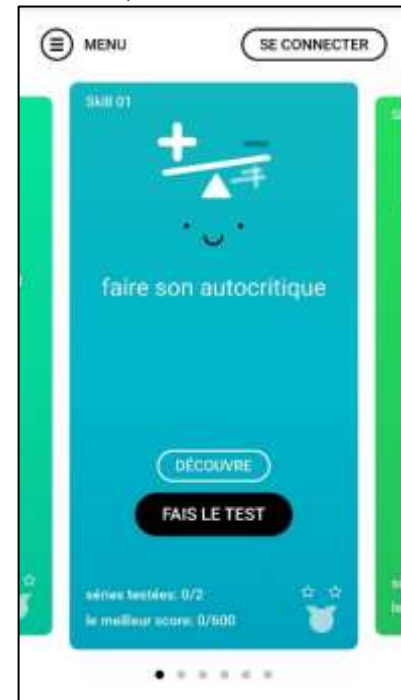 MENU
SE CONNECTER
Skill 01
faire son autocritique
DÉCOUVRE
FAIS LE TEST
séries testées: 0/2
le meilleur score: 0/600